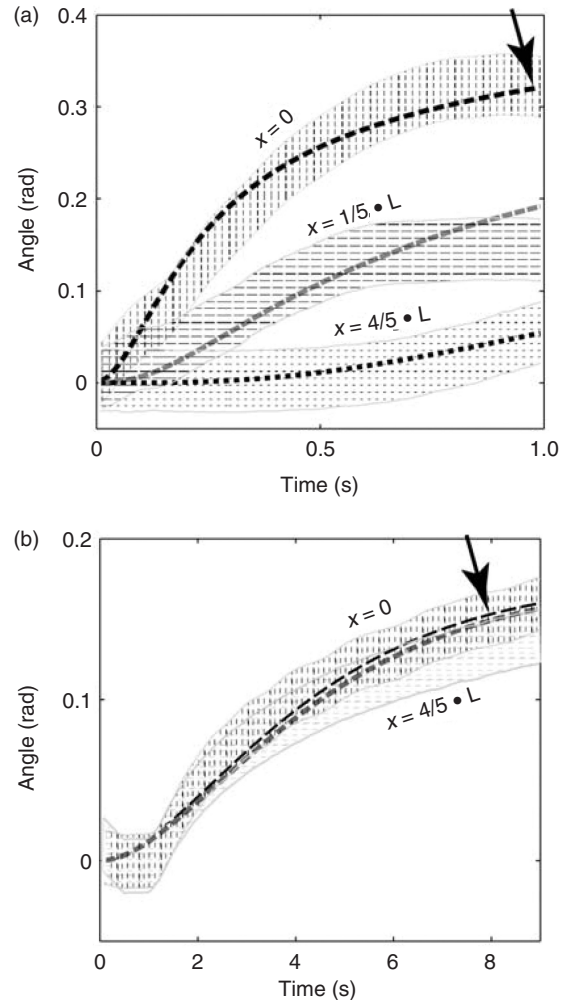 (a)
0.4
0.3
0.2
0.1
0
Angle (rad)
x = 0
x = 1/5 • L
x = 4/5 • L
0
0.5
1.0
Time (s)
(b)
0.2
0.1
0
Angle (rad)
x = 0
x = 4/5 • L
0
2
4
6
8
Time (s)